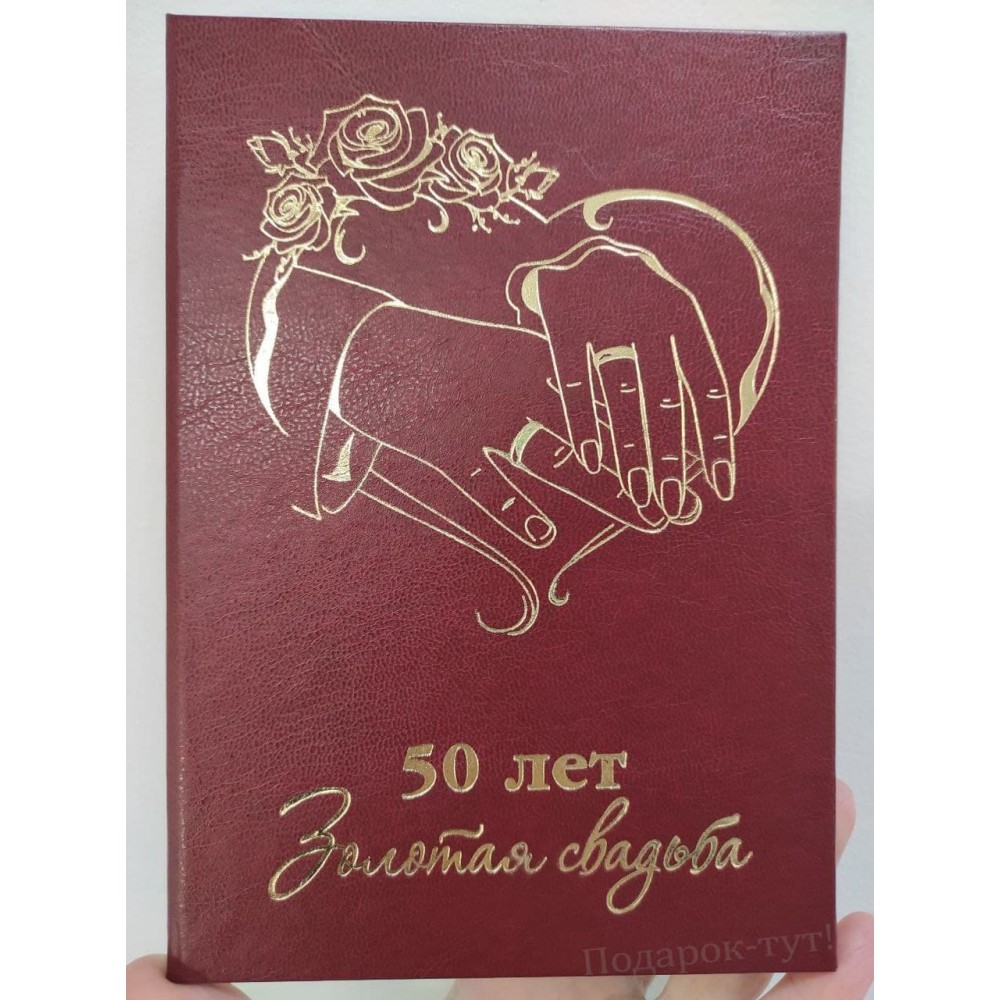 50 лет
Золотая свадьба
Подарок-тут!